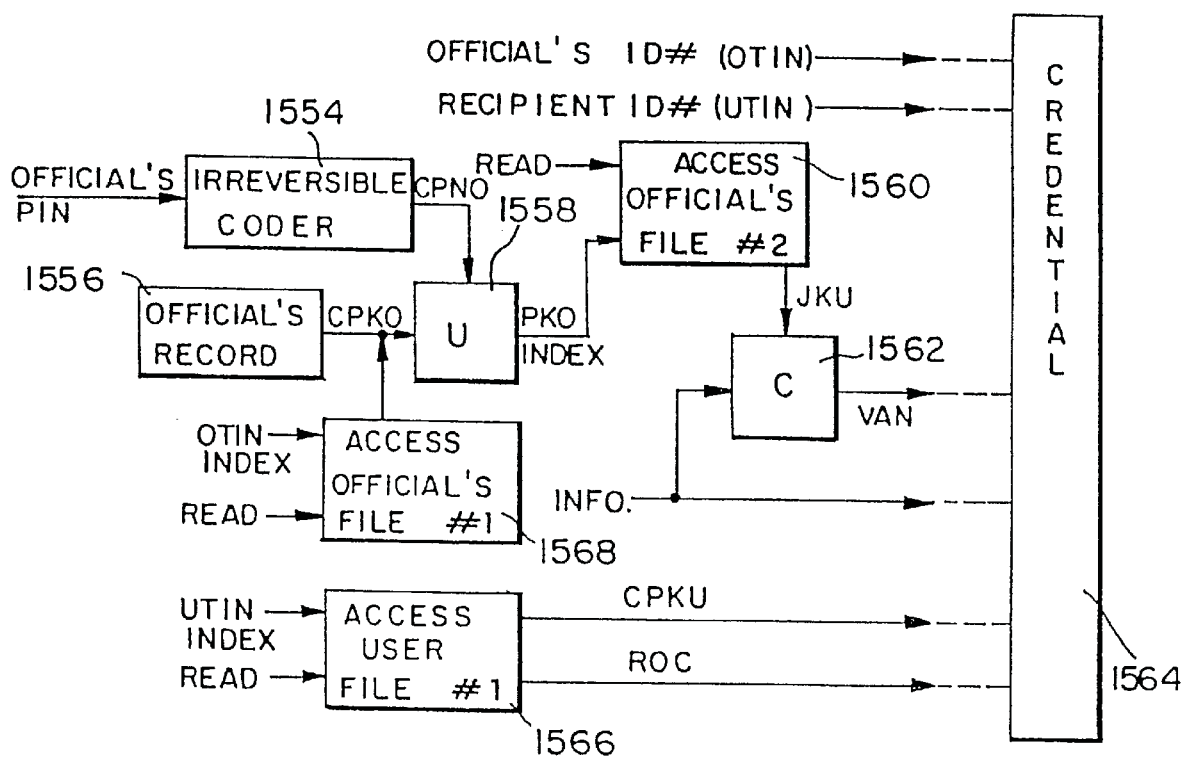 OFFICIAL'S ID# (OTIN)
RECIPIENT ID# (UTIN)
CREDENTIAL
1554
READ
ACCESS
OFFICIAL'S
FILE #2
1560
OFFICIAL'S
PIN
IRREVERSIBLE
CODER
CPNO
1558
1556
OFFICIAL'S
RECORD
CPKO
U
PKO
INDEX
JKU
C
1562
VAN
OTIN
INDEX
READ
ACCESS
OFFICIAL'S
FILE #1
1568
INFO.
UTIN
INDEX
READ
ACCESS
USER
FILE #1
1566
CPKU
ROC
1564